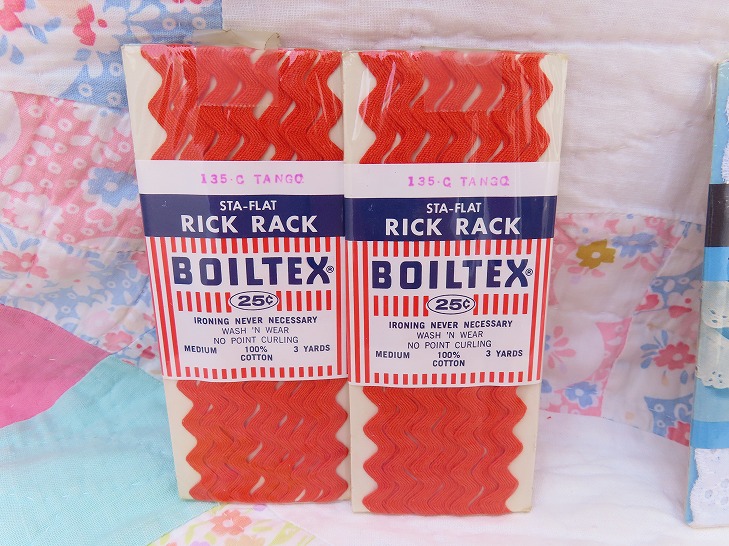 135-C TANGO
STA-FLAT
RICK RACK
BOILTEX®
25¢
IRONING NEVER NECESSARY
WASH 'N WEAR
NO POINT CURLING
MEDIUM 100% 3 YARDS
COTTON
135-C TANGO
STA-FLAT
RICK RACK
BOILTEX®
25¢
IRONING NEVER NECESSARY
WASH 'N WEAR
NO POINT CURLING
MEDIUM 100% 3 YARDS
COTTON